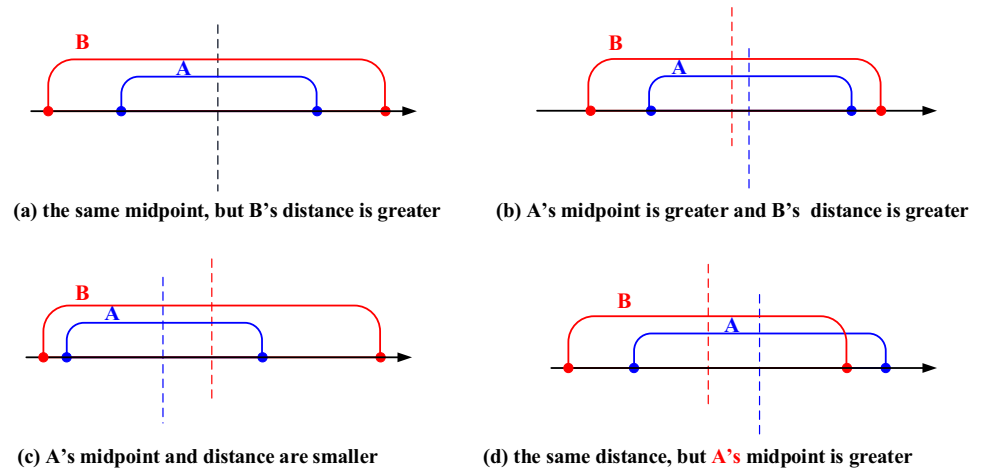 B
A
(a) the same midpoint, but B's distance is greater
B
A
(b) A's midpoint is greater and B's distance is greater
B
A
(c) A's midpoint and distance are smaller
B
A
(d) the same distance, but A's midpoint is greater